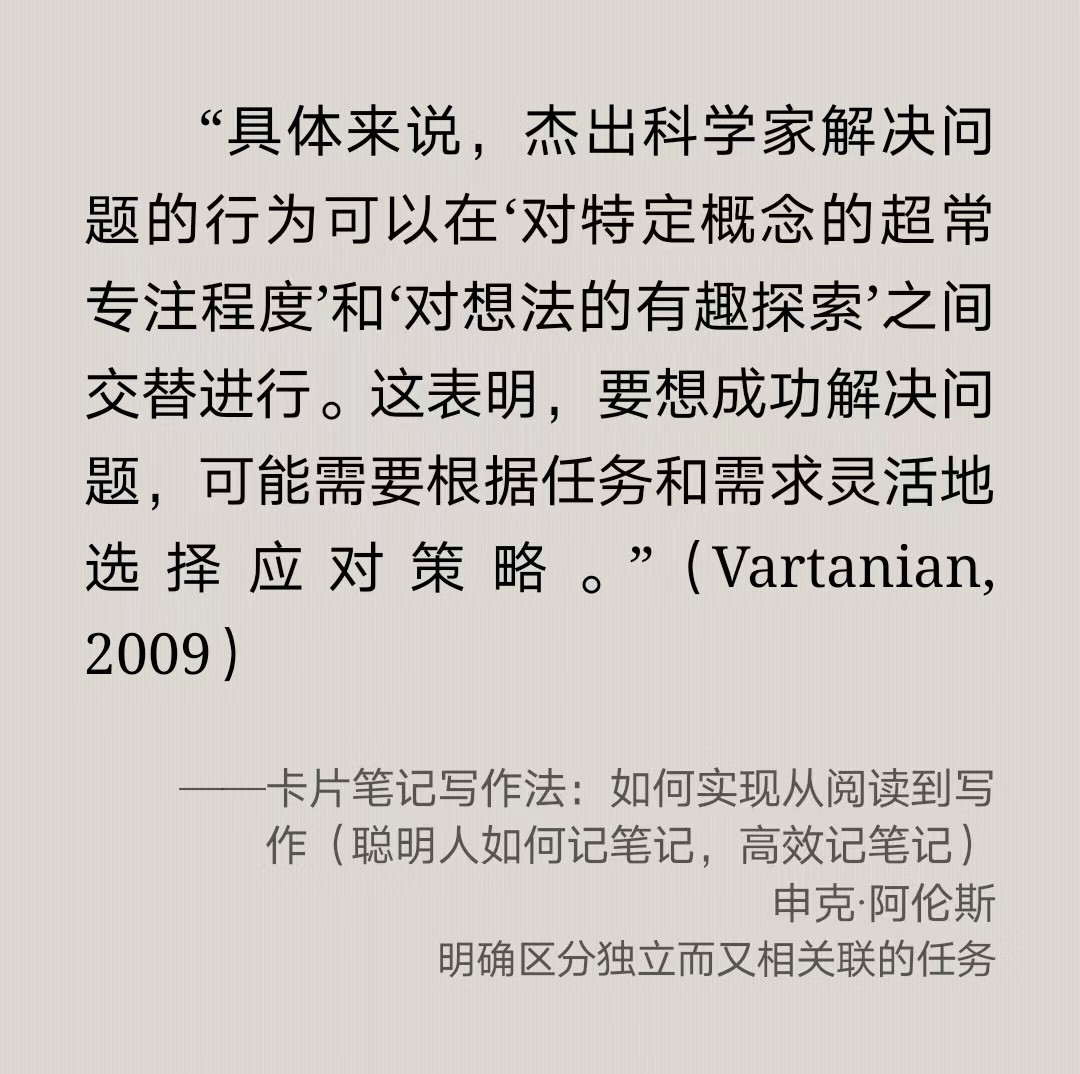 “具体来说，杰出科学家解决问
题的行为可以在‘对特定概念的超常
专注程度’和‘对想法的有趣探索’之间
交替进行。这表明，要想成功解决问
题，可能需要根据任务和需求灵活地
选择应对策略。”（Vartanian,
2009）
——卡片笔记写作法：如何实现从阅读到写
作（聪明人如何记笔记，高效记笔记）
申克·阿伦斯
明确区分独立而又相关联的任务